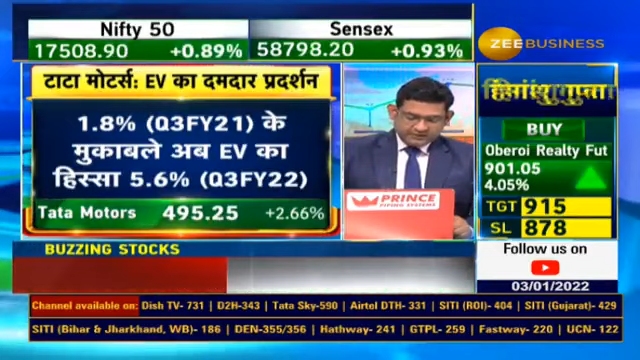 Nifty 50
17508.90 +0.89%
Sensex
58798.20 +0.93%
ZEE BUSINESS
टाटा मोटर्स: EV का दमदार प्रदर्शन
1.8% (Q3FY21) के
मुकाबले अब EV का
हिस्सा 5.6% (Q3FY22)
Tata Motors 495.25 +2.66%
PRINCE
PIPING SYSTEMS
BUY
Oberoi Realty Fut
901.05
4.05%
TGT 915
SL 878
BUZZING STOCKS
Follow us on
03/01/2022
Channel available on: Dish TV- 731 | D2H-343 | Tata Sky-590 | Airtel DTH- 331 | SITI (ROI)- 404 | SITI (Gujarat)- 429
SITI (Bihar & Jharkhand, WB)- 186 | DEN-355/356 | Hathway- 241 | GTPL- 259 | Fastway- 220 | UCN- 122